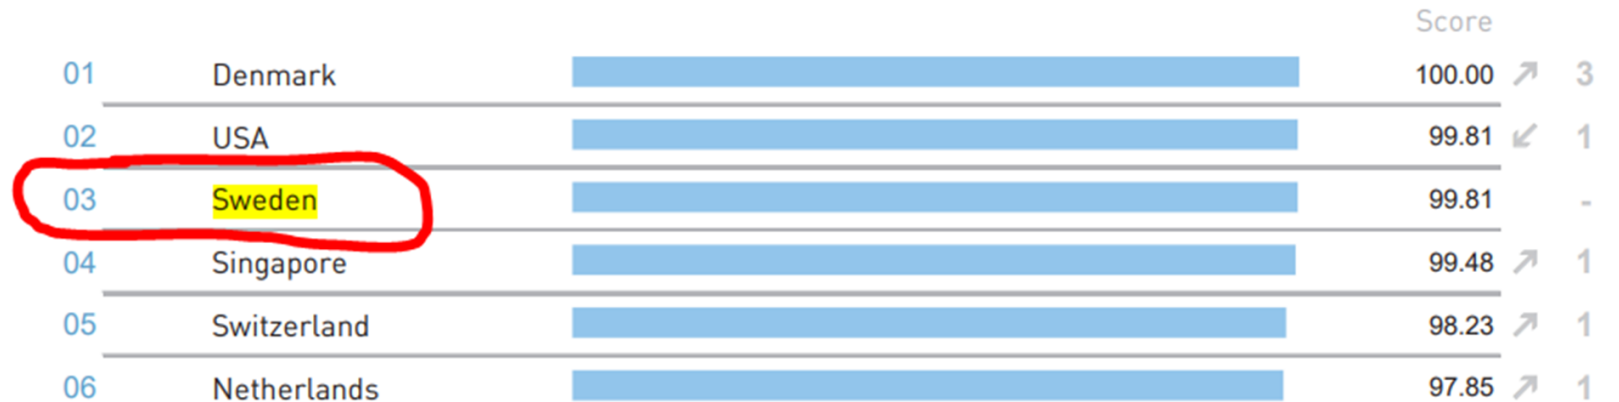 Score
01 Denmark 100.00 ↗ 3
02 USA 99.81 ↙ 1
03 Sweden 99.81 -
04 Singapore 99.48 ↗ 1
05 Switzerland 98.23 ↗ 1
06 Netherlands 97.85 ↗ 1